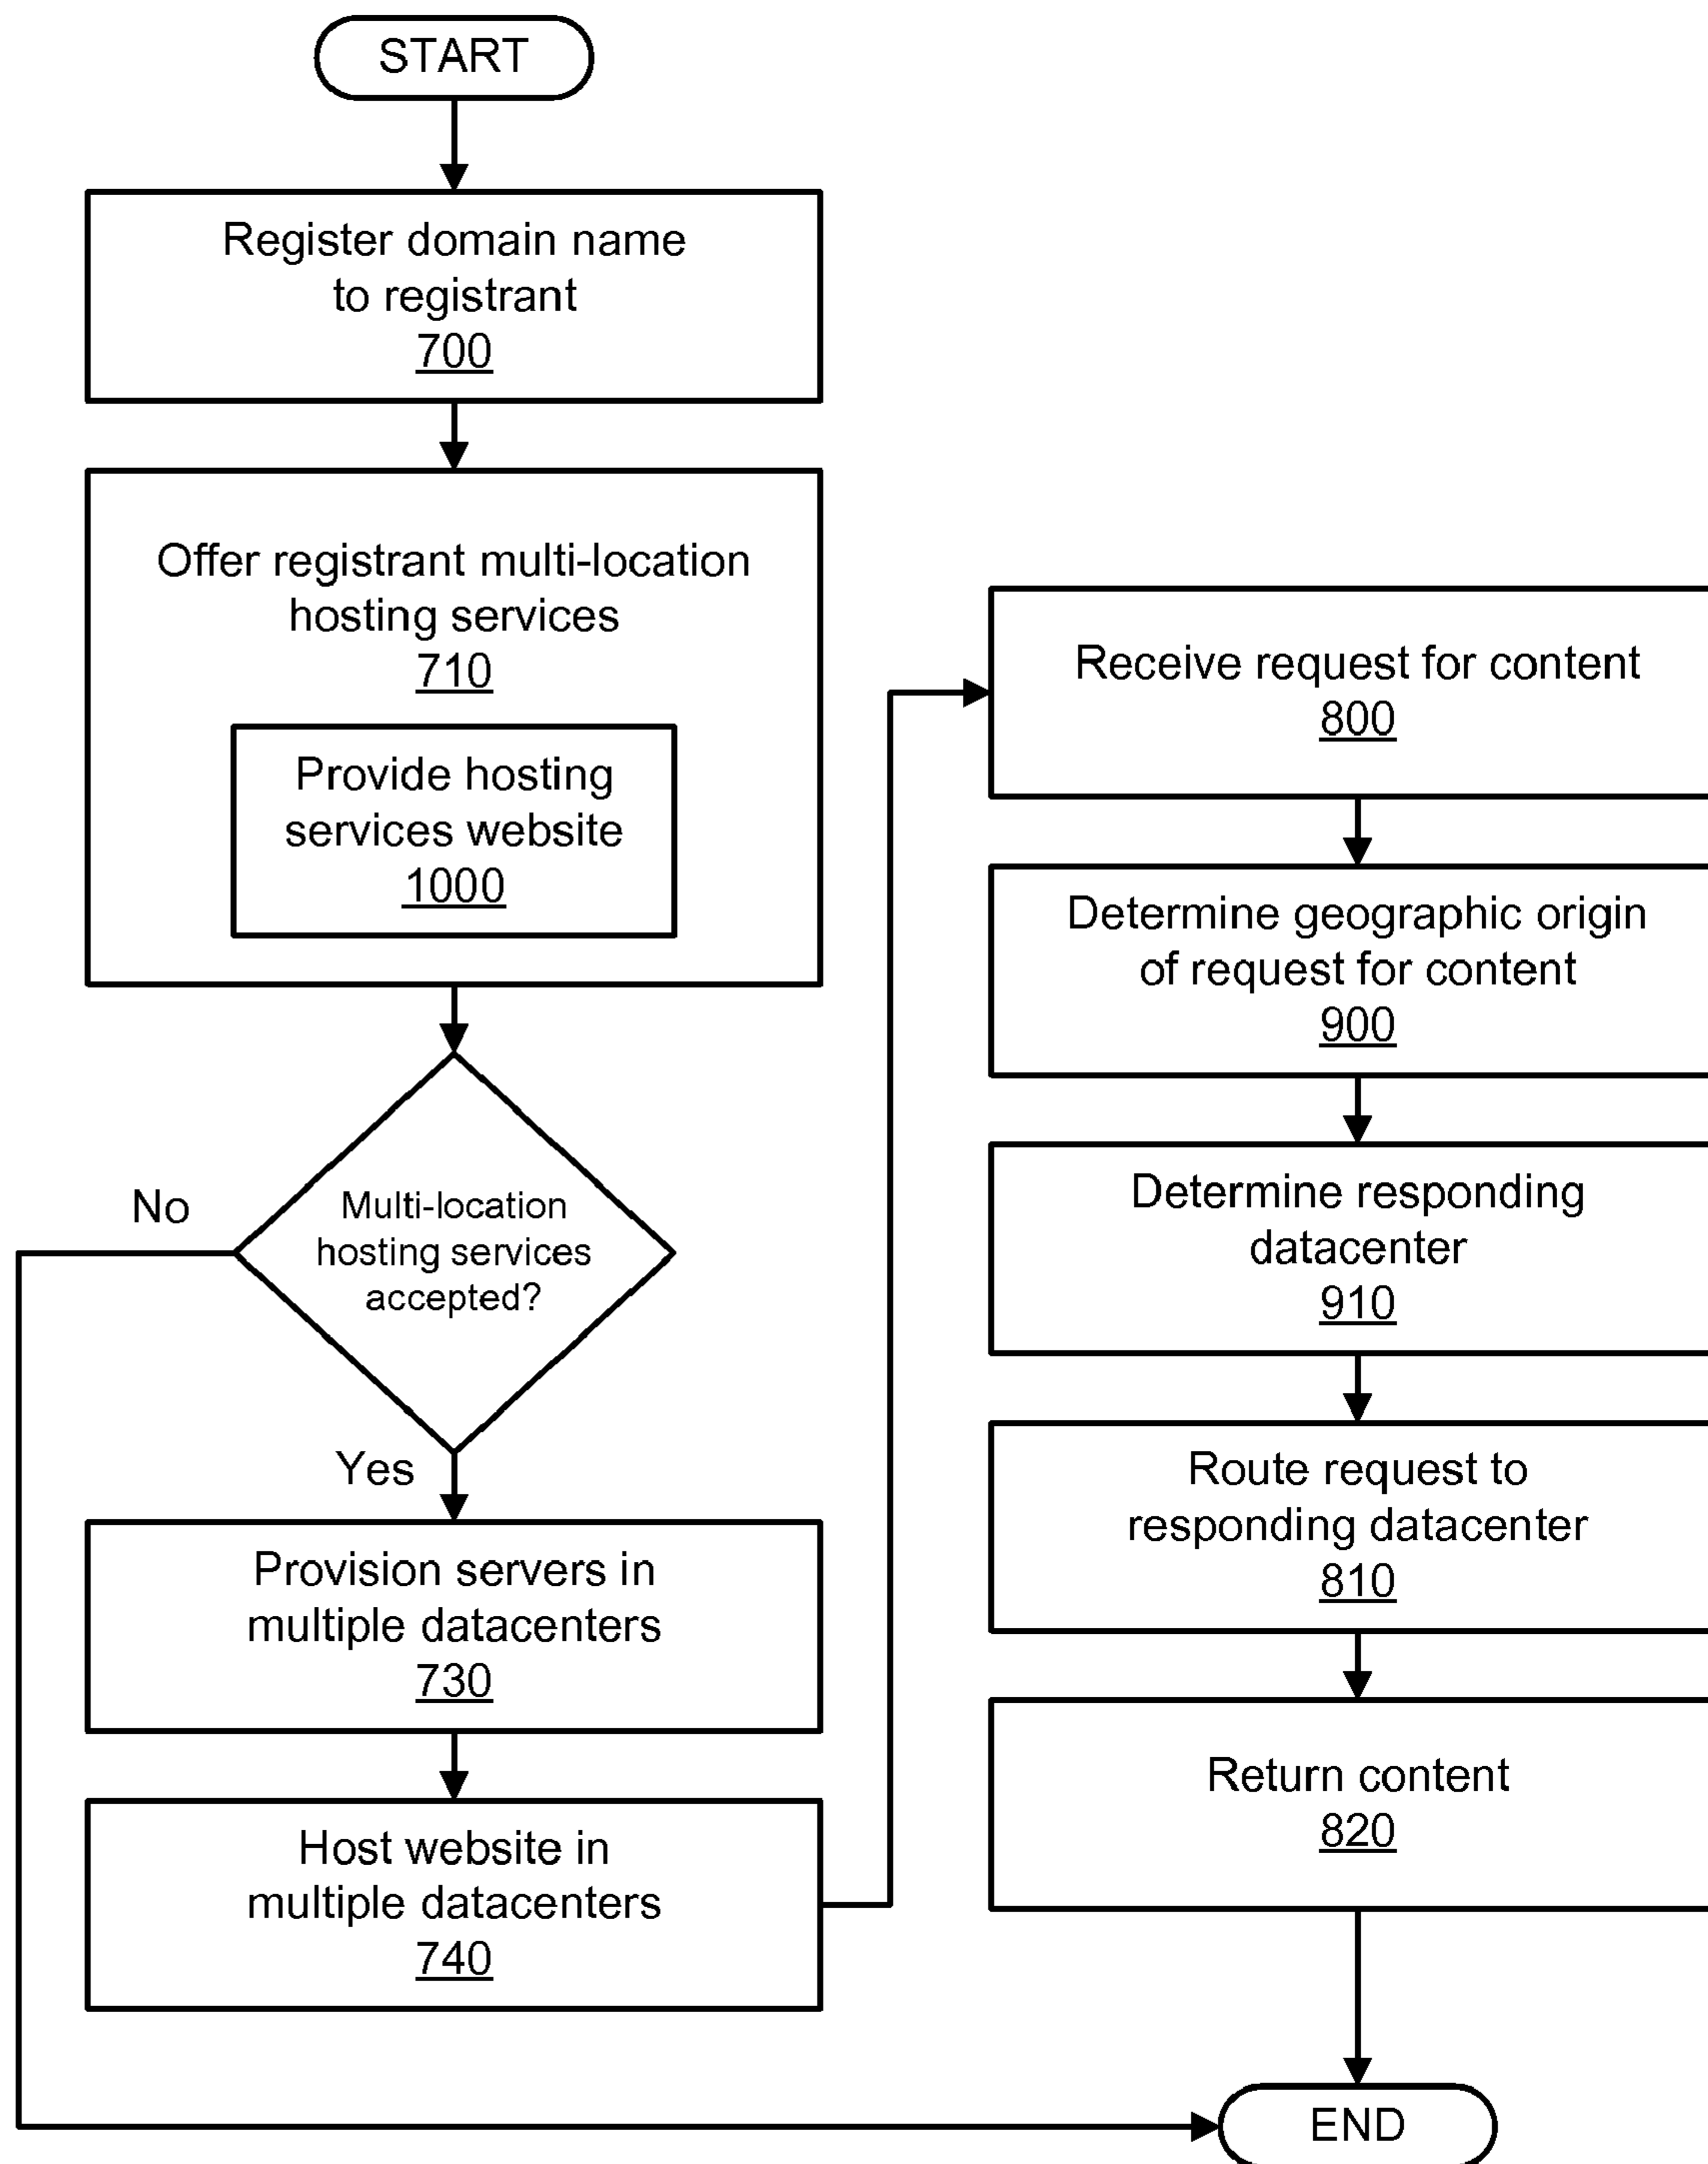 START
Register domain name
to registrant
700
Offer registrant multi-location
hosting services
710
Provide hosting
services website
1000
No
Multi-location
hosting services
accepted?
Yes
Provision servers in
multiple datacenters
730
Host website in
multiple datacenters
740
Receive request for content
800
Determine geographic origin
of request for content
900
Determine responding
datacenter
910
Route request to
responding datacenter
810
Return content
820
END